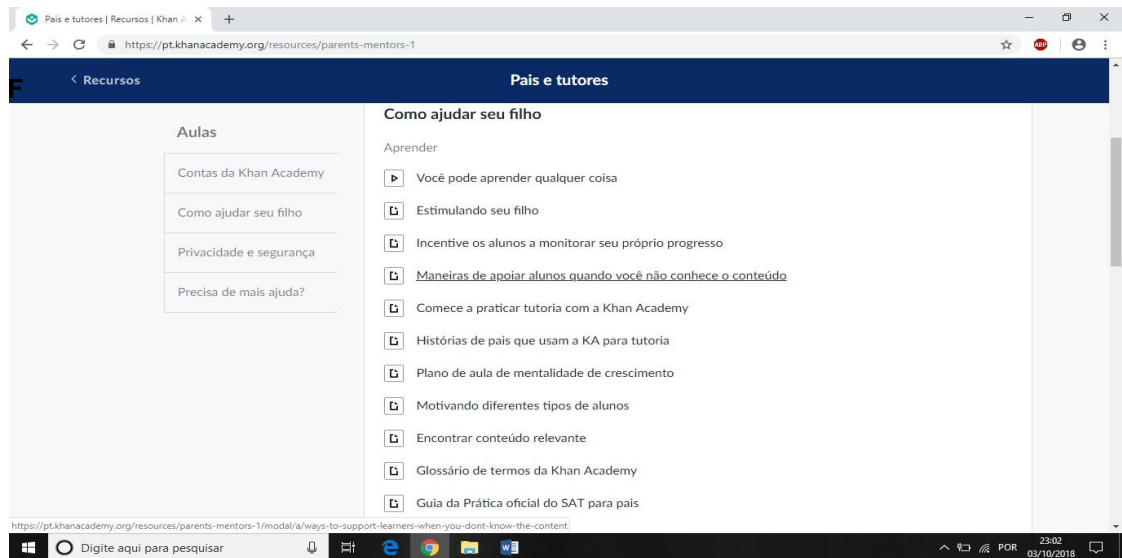 Pais e tutores | Recursos | Khan A
https://pt.khanacademy.org/resources/parents-mentors-1
ABP
F
< Recursos
Pais e tutores
Aulas
Contas da Khan Academy
Como ajudar seu filho
Privacidade e segurança
Precisa de mais ajuda?
Como ajudar seu filho
Aprender
Você pode aprender qualquer coisa
Estimulando seu filho
Incentive os alunos a monitorar seu próprio progresso
Maneiras de apoiar alunos quando você não conhece o conteúdo
Comece a praticar tutoria com a Khan Academy
Histórias de pais que usam a KA para tutoria
Plano de aula de mentalidade de crescimento
Motivando diferentes tipos de alunos
Encontrar conteúdo relevante
Glossário de termos da Khan Academy
Guia da Prática oficial do SAT para pais
https://pt.khanacademy.org/resources/parents-mentors-1/modal/a/ways-to-support-learners-when-you-dont-know-the-content
Digite aqui para pesquisar
POR
23:02
03/10/2018